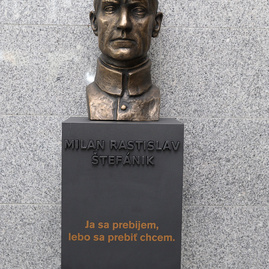 MILAN RASTISLAV
ŠTEFÁNIK
Ja sa prebijem,
lebo sa prebiť chcem.